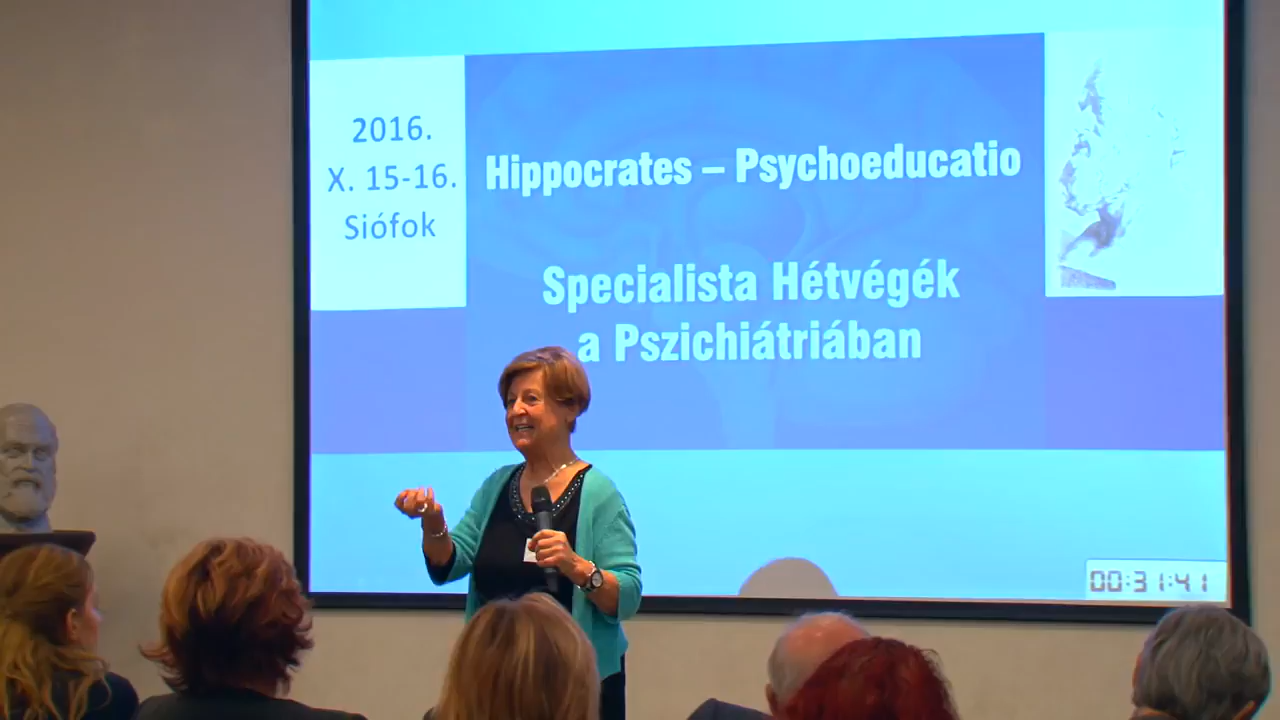 2016.
X. 15-16.
Siófok
Hippocrates – Psychoeducatio
Specialista Hétvégék
a Pszichiátriában
00:31:41